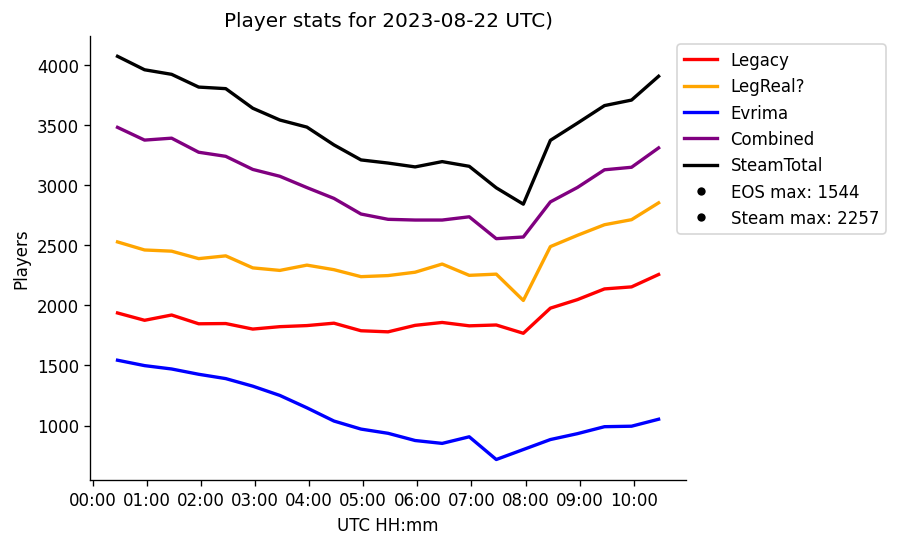 Player stats for 2023-08-22 UTC)
Legacy
LegReal?
Evrima
Combined
SteamTotal
EOS max: 1544
Steam max: 2257
Players
4000
3500
3000
2500
2000
1500
1000
00:00 01:00 02:00 03:00 04:00 05:00 06:00 07:00 08:00 09:00 10:00
UTC HH:mm